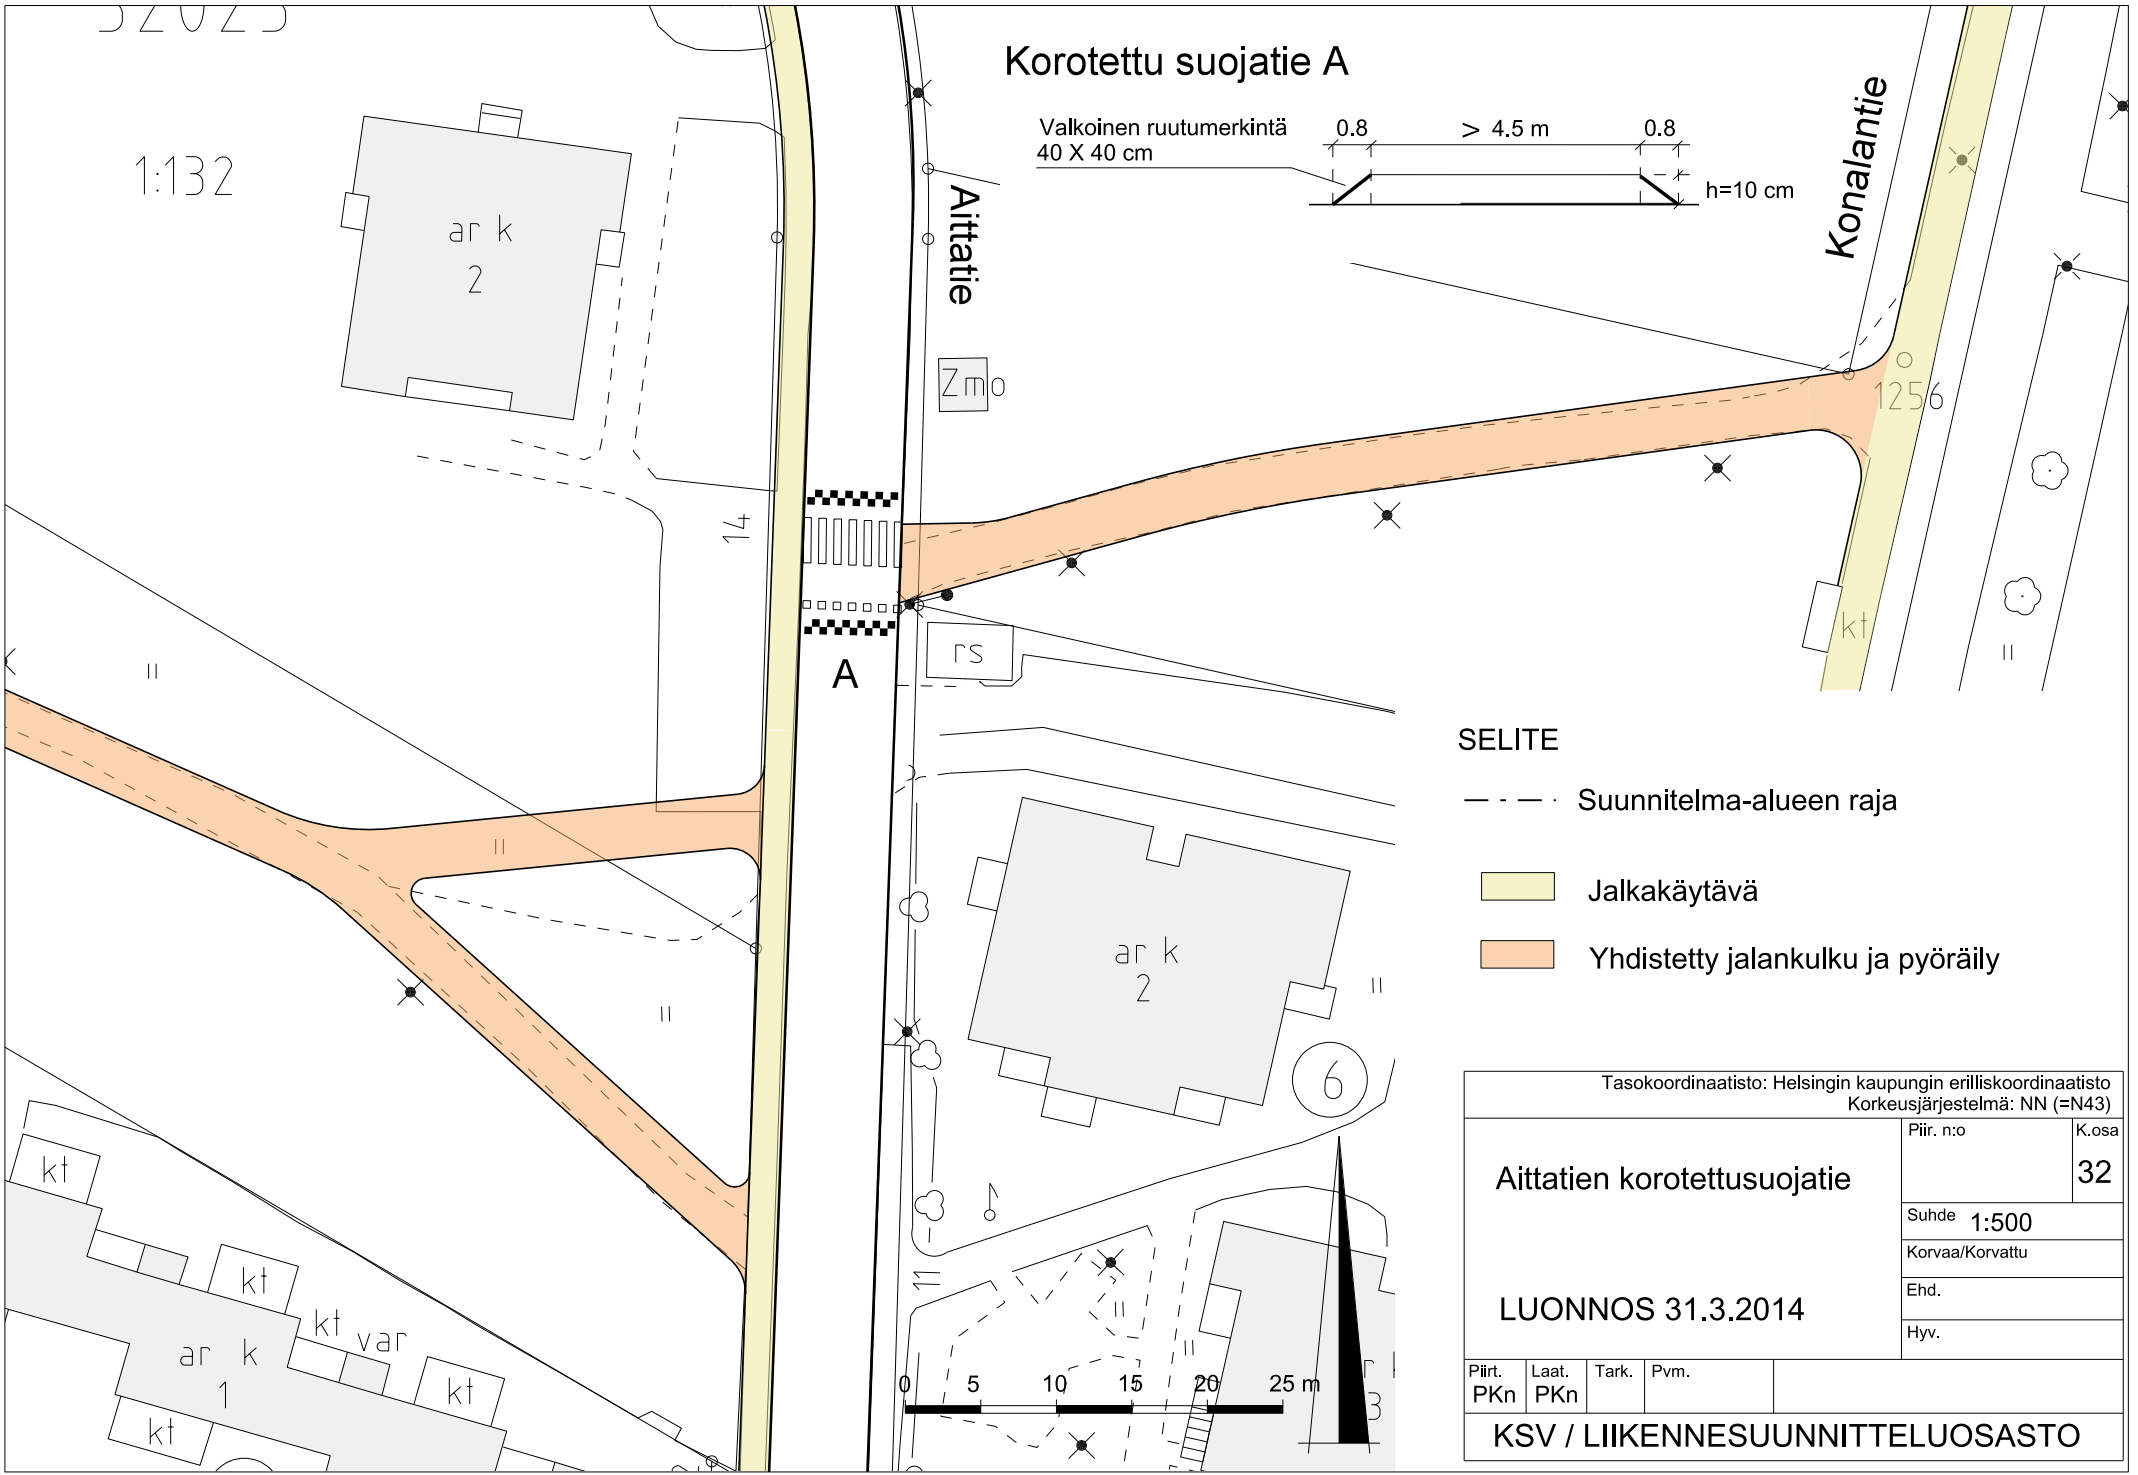 Korotettu suojatie A
Valkoinen ruutumerkintä
40 X 40 cm
0.8
> 4.5 m
0.8
h=10 cm
Konalantie
Aittatie
1:132
ar k
2
Zmo
1256
14
A
rs
kt
SELITE
Suunnitelma-alueen raja
Jalkakäytävä
Yhdistetty jalankulku ja pyöräily
ar k
2
6
11
kt
kt
kt
var
ar k
1
kt
kt
3
0 5 10 15 20 25 m
Tasokoordinaatisto: Helsingin kaupungin erilliskoordinaatisto
Korkeusjärjestelmä: NN (=N43)
Aittatien korotettusuojatie
LUONNOS 31.3.2014
Piir. n:o
K.osa
32
Suhde 1:500
Korvaa/Korvattu
Ehd.
Hyv.
Piirt. Laat. Tark. Pvm.
PKn PKn
KSV / LIIKENNESUUNNITTELUOSASTO